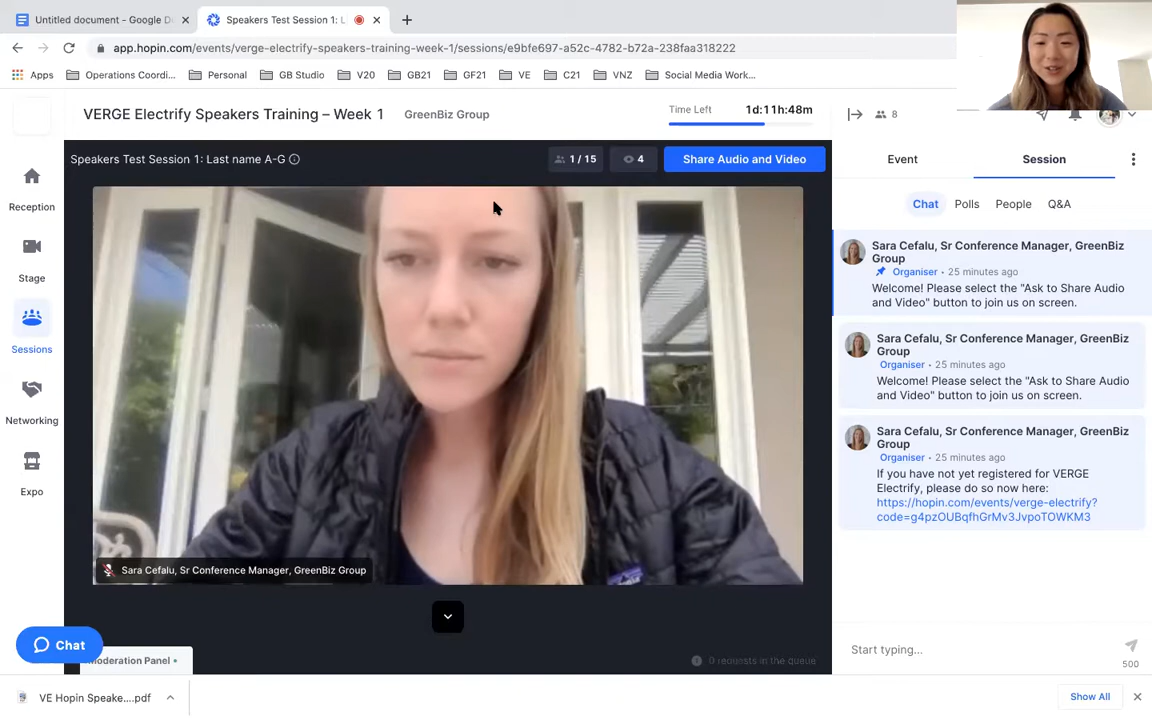 Untitled document - Google D
Speakers Test Session 1: L
app.hopin.com/events/verge-electrify-speakers-training-week-1/sessions/e9bfe697-a52c-4782-b72a-238faa318222
Apps
Operations Coordi...
Personal
GB Studio
V20
GB21
GF21
VE
C21
VNZ
Social Media Work...
VERGE Electrify Speakers Training – Week 1
GreenBiz Group
Time Left
1d:11h:48m
8
Reception
Stage
Sessions
Networking
Expo
Speakers Test Session 1: Last name A-G
1 / 15
4
Share Audio and Video
Sara Cefalu, Sr Conference Manager, GreenBiz Group
Event
Session
Chat
Polls
People
Q&A
Sara Cefalu, Sr Conference Manager, GreenBiz
Group
Organiser • 25 minutes ago
Welcome! Please select the "Ask to Share Audio
and Video" button to join us on screen.
Sara Cefalu, Sr Conference Manager, GreenBiz
Group
Organiser • 25 minutes ago
Welcome! Please select the "Ask to Share Audio
and Video" button to join us on screen.
Sara Cefalu, Sr Conference Manager, GreenBiz
Group
Organiser • 25 minutes ago
If you have not yet registered for VERGE
Electrify, please do so now here:
https://hopin.com/events/verge-electrify?
code=g4pzOUBqfhGrMv3JvpoTOWKM3
Start typing...
500
Chat
Moderation Panel •
0 requests in the queue
VE Hopin Speake....pdf
Show All